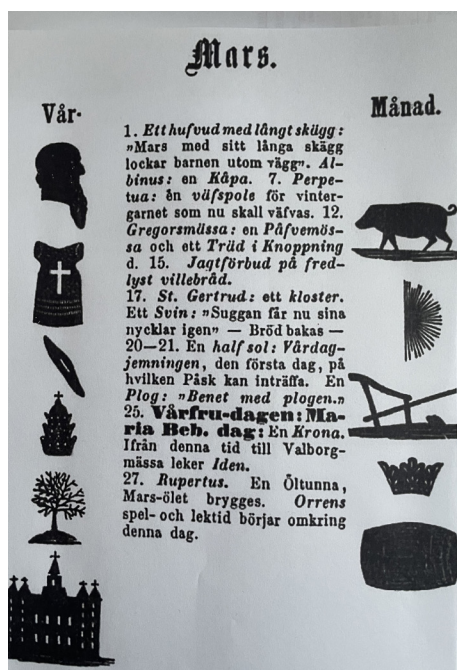 Mars.
Vår-
Månad.
1. Ett hufvud med långt skägg:
"Mars med sitt långa skägg
lockar barnen utom vägg". Al-
binus: en Kåpa. 7. Perpe-
tua: en väfspole för vinter-
garnet som nu skall väfvas. 12.
Gregorsmässa: en Påfvemös-
sa och ett Träd i Knoppning
d. 15. Jagtförbud på fred-
lyst villebråd.
17. St. Gertrud: ett kloster.
Ett Svin: "Suggan får nu sina
nycklar igen" — Bröd bakas —
20—21. En half sol: Vårdag-
jemningen, den första dag, på
hvilken Påsk kan inträffa. En
Plog: "Benet med plogen."
25. Vårfru-dagen: Ma-
ria Beb. dag: En Krona.
Ifrån denna tid till Valborg-
mässa leker Iden.
27. Rupertus. En Öltunna,
Mars-ölet brygges. Orrens
spel- och lektid börjar omkring
denna dag.